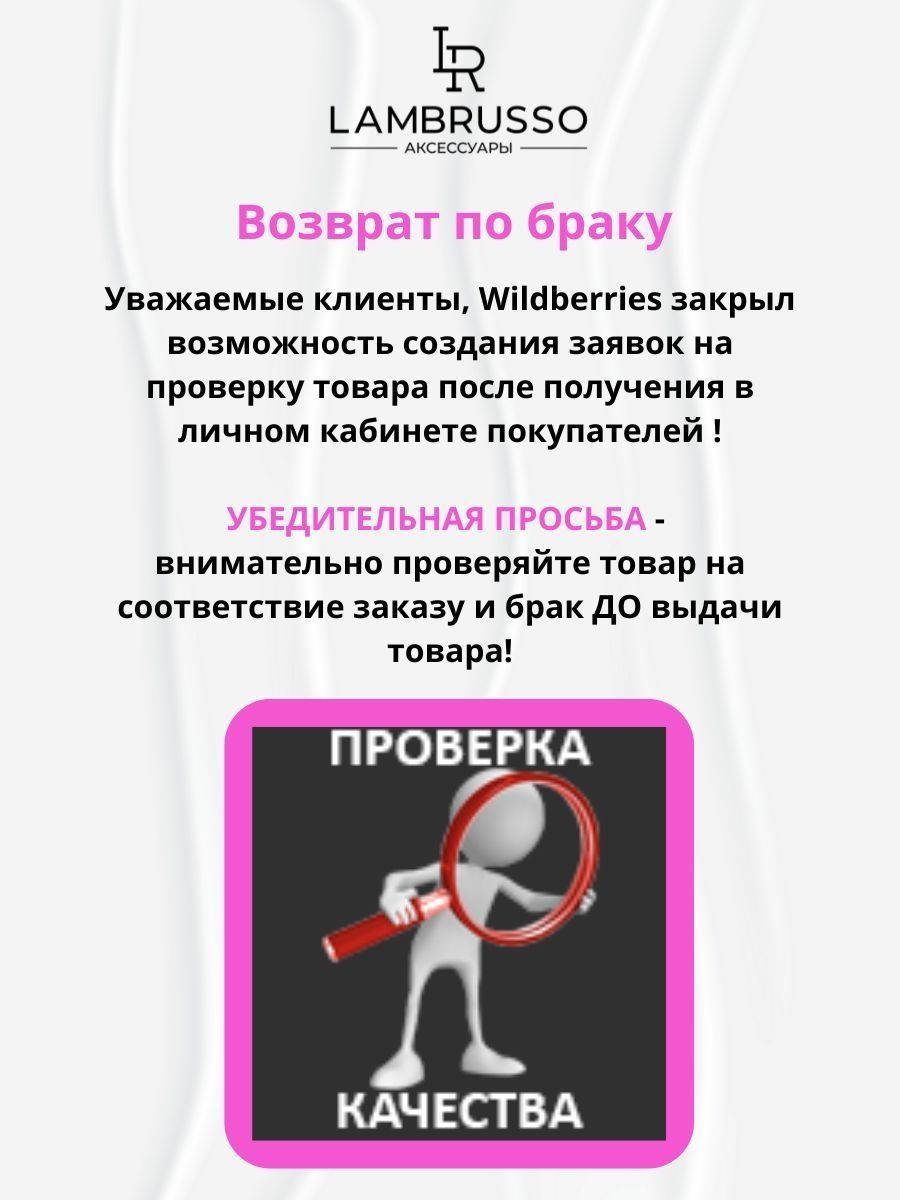 LR
LAMBRUSSO
АКСЕССУАРЫ
Возврат по браку
Уважаемые клиенты, Wildberries закрыл
возможность создания заявок на
проверку товара после получения в
личном кабинете покупателей !
УБЕДИТЕЛЬНАЯ ПРОСЬБА -
внимательно проверяйте товар на
соответствие заказу и брак ДО выдачи
товара!
ПРОВЕРКА
КАЧЕСТВА